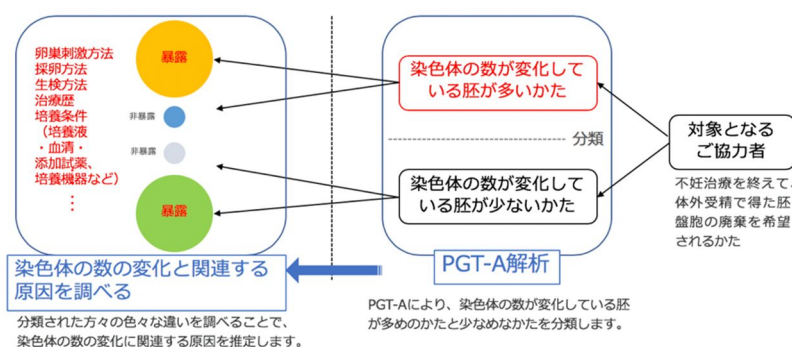 卵巣刺激方法
採卵方法
生検方法
治療歴
培養条件
（培養液
・血清・
添加試薬、
培養機器など）
⋮
暴露
非暴露
非暴露
暴露
染色体の数の変化と関連する
原因を調べる
分類された方々の色々な違いを調べることで、
染色体の数の変化に関連する原因を推定します。
染色体の数が変化して
いる胚が多いかた
分類
染色体の数が変化して
いる胚が少ないかた
PGT-A解析
PGT-Aにより、染色体の数が変化している胚
が多めのかたと少なめなかたを分類します。
対象となる
ご協力者
不妊治療を終えて、
体外受精で得た胚
盤胞の廃棄を希望
されるかた